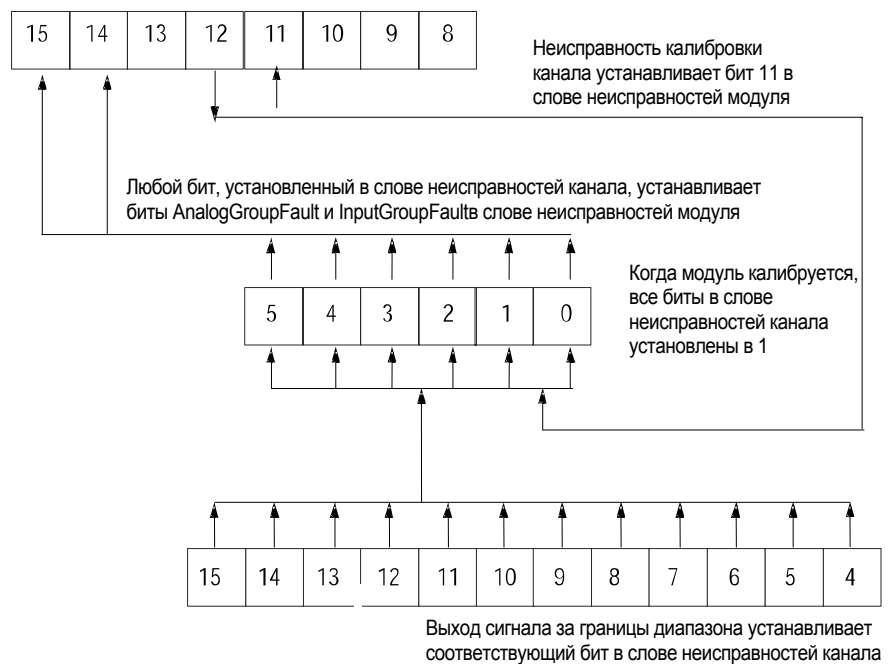 15 14 13 12 11 10 9 8
Неисправность калибровки
канала устанавливает бит 11 в
слове неисправностей модуля
Любой бит, установленный в слове неисправностей канала, устанавливает
биты AnalogGroupFault и InputGroupFaultв слове неисправностей модуля
Когда модуль калибруется,
все биты в слове
неисправностей канала
установлены в 1
5 4 3 2 1 0
15 14 13 12 11 10 9 8 7 6 5 4
Выход сигнала за границы диапазона устанавливает
соответствующий бит в слове неисправностей канала